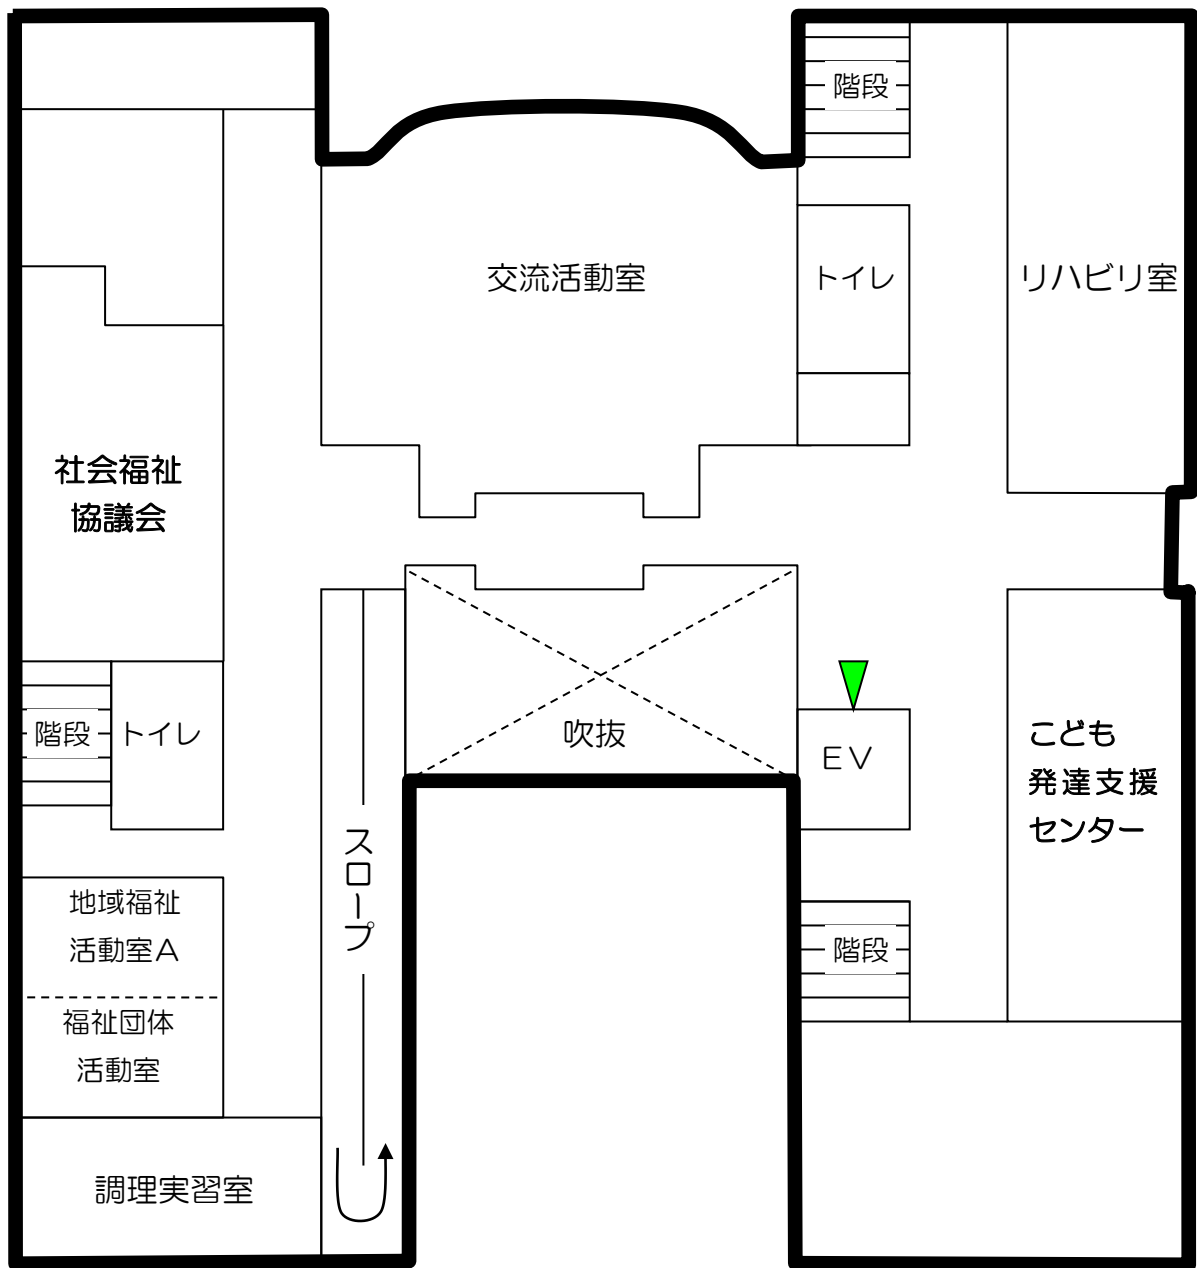 階段
交流活動室
トイレ
リハビリ室
社会福祉
協議会
階段
トイレ
吹抜
ＥＶ
こども
発達支援
センター
スロープ
地域福祉
活動室Ａ
階段
福祉団体
活動室
調理実習室